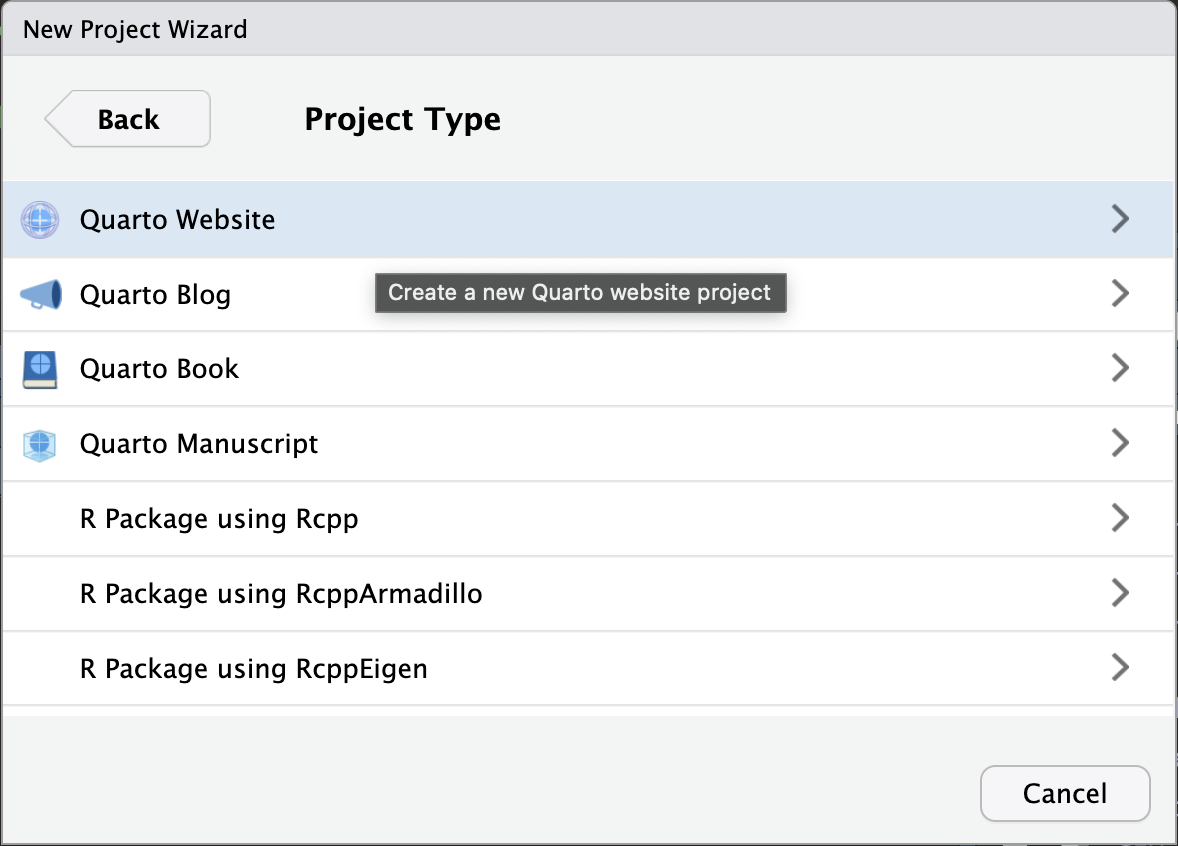 New Project Wizard
Back
Project Type
Quarto Website
Quarto Blog
Create a new Quarto website project
Quarto Book
Quarto Manuscript
R Package using Rcpp
R Package using RcppArmadillo
R Package using RcppEigen
Cancel